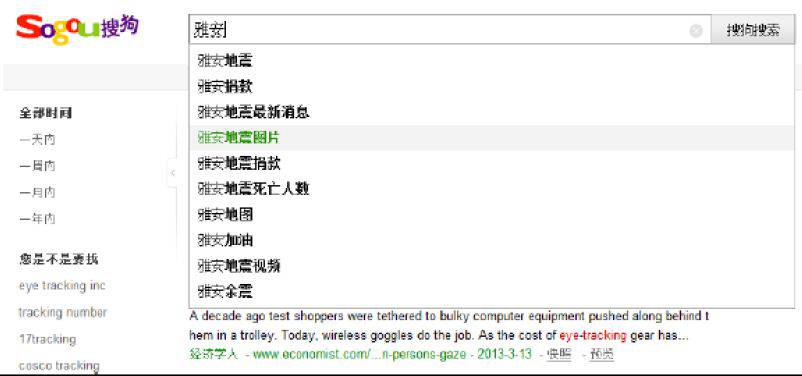 Sogou搜狗
雅安
搜狗搜索
雅安地震
雅安捐款
雅安地震最新消息
雅安地震图片
雅安地震捐款
雅安地震死亡人数
雅安地图
雅安加油
雅安地震视频
雅安余震
全部时间
一天内
一周内
一月内
一年内
您是不是要找
eye tracking inc
tracking number
17tracking
cosco tracking
A decade ago test shoppers were tethered to bulky computer equipment pushed along behind t
hem in a trolley. Today, wireless goggles do the job. As the cost of eye-tracking gear has...
经济学人 - www.economist.com/...n-persons-gaze - 2013-3-13 - 快照 - 预览